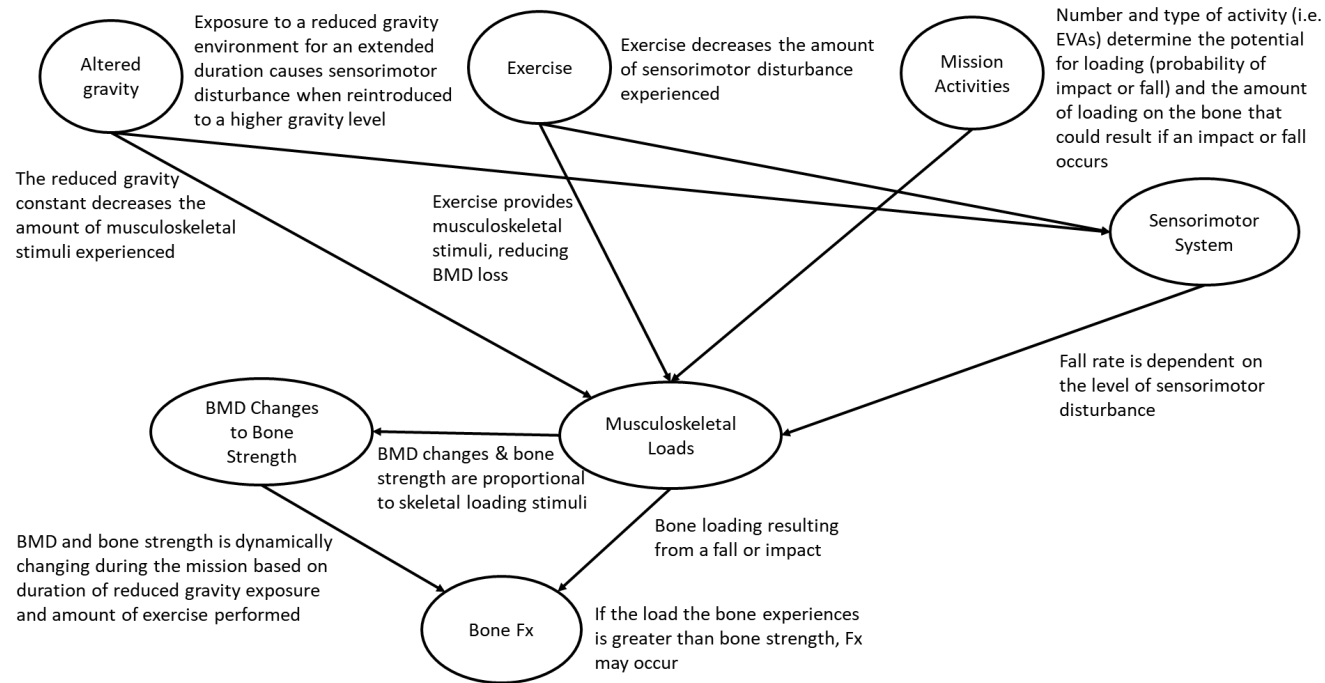 Altered
gravity
Exposure to a reduced gravity
environment for an extended
duration causes sensorimotor
disturbance when reintroduced
to a higher gravity level
Exercise
Exercise decreases the amount
of sensorimotor disturbance
experienced
Mission
Activities
Number and type of activity (i.e.
EVAs) determine the potential
for loading (probability of
impact or fall) and the amount
of loading on the bone that
could result if an impact or fall
occurs
The reduced gravity
constant decreases the
amount of musculoskeletal
stimuli experienced
Exercise provides
musculoskeletal
stimuli, reducing
BMD loss
Sensorimotor
System
Fall rate is dependent on
the level of sensorimotor
disturbance
BMD Changes
to Bone
Strength
BMD changes & bone
strength are proportional
to skeletal loading stimuli
Musculoskeletal
Loads
BMD and bone strength is dynamically
changing during the mission based on
duration of reduced gravity exposure
and amount of exercise performed
Bone loading resulting
from a fall or impact
Bone Fx
If the load the bone experiences
is greater than bone strength, Fx
may occur